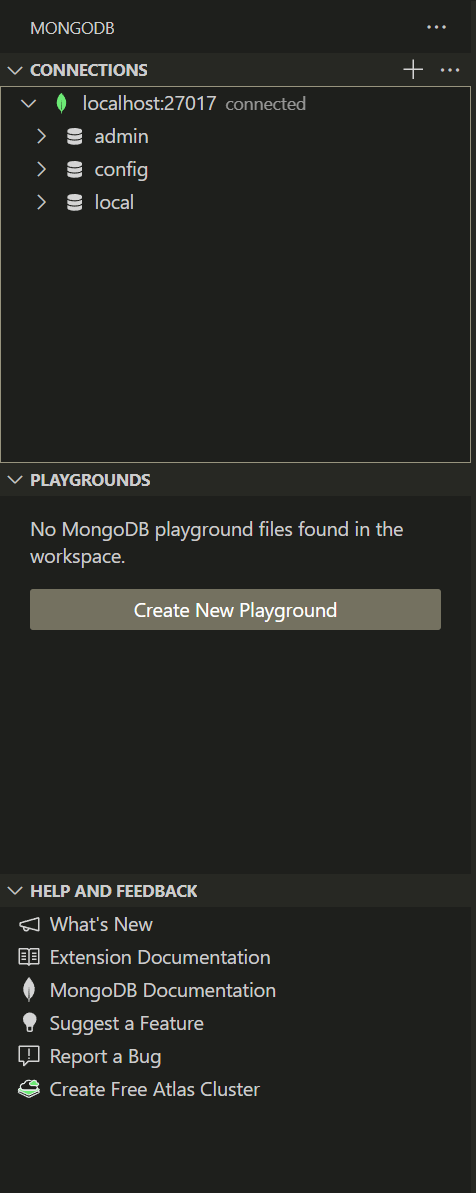 MONGODB
CONNECTIONS
localhost:27017 connected
admin
config
local
PLAYGROUNDS
No MongoDB playground files found in the
workspace.
Create New Playground
HELP AND FEEDBACK
What's New
Extension Documentation
MongoDB Documentation
Suggest a Feature
Report a Bug
Create Free Atlas Cluster